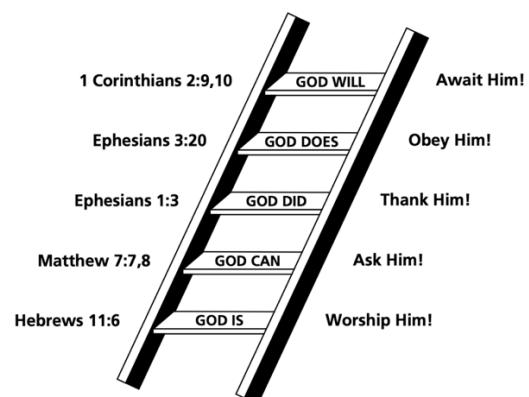 1 Corinthians 2:9,10 GOD WILL Await Him!
Ephesians 3:20 GOD DOES Obey Him!
Ephesians 1:3 GOD DID Thank Him!
Matthew 7:7,8 GOD CAN Ask Him!
Hebrews 11:6 GOD IS Worship Him!